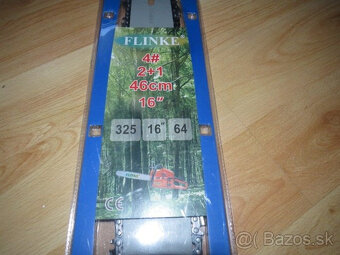 FLINKE
4#
2+1
46cm
16"
325 16" 64
CE
Bazos.sk